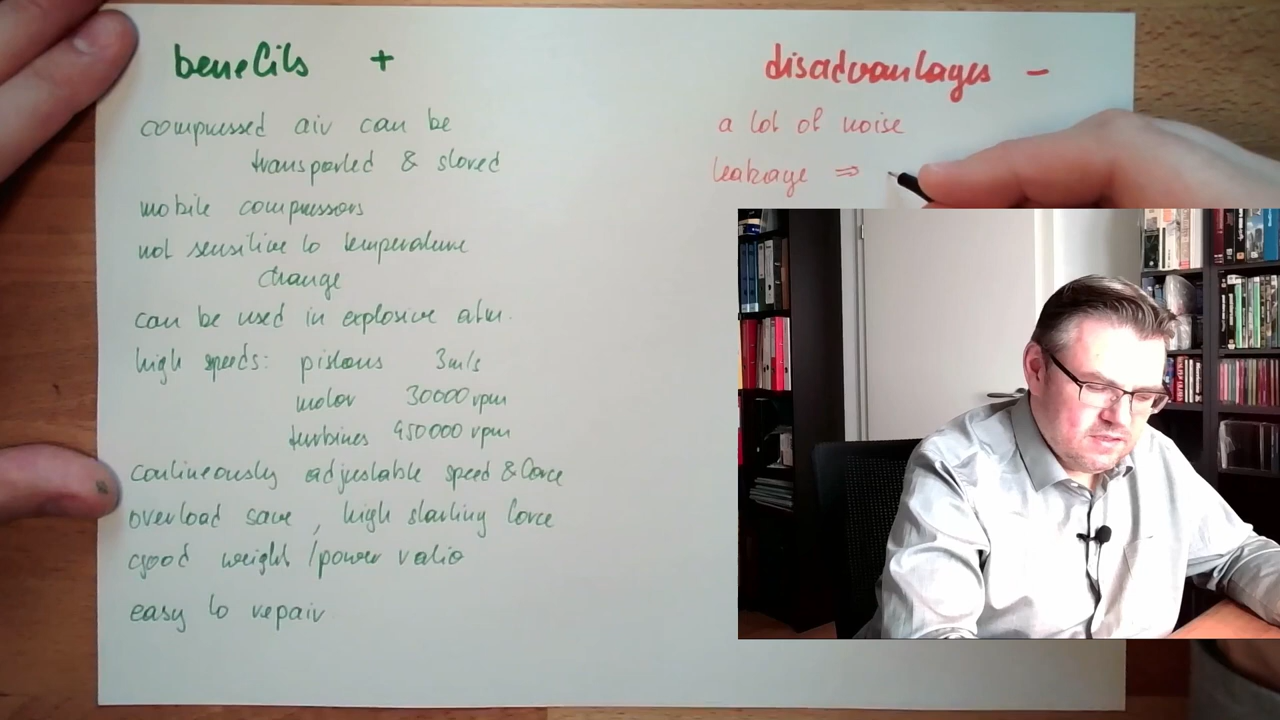 benefits +
compressed air can be
transported & stored
mobile compressors
not sensitive to temperature
change
can be used in explosive atm.
high speeds: pistons 3m/s
motor 30000 rpm
turbines 450000 rpm
contineously adjustable speed & force
overload save, high starting force
good weight/power ratio
easy to repair
disadvantages -
a lot of noise
leakage ⇒